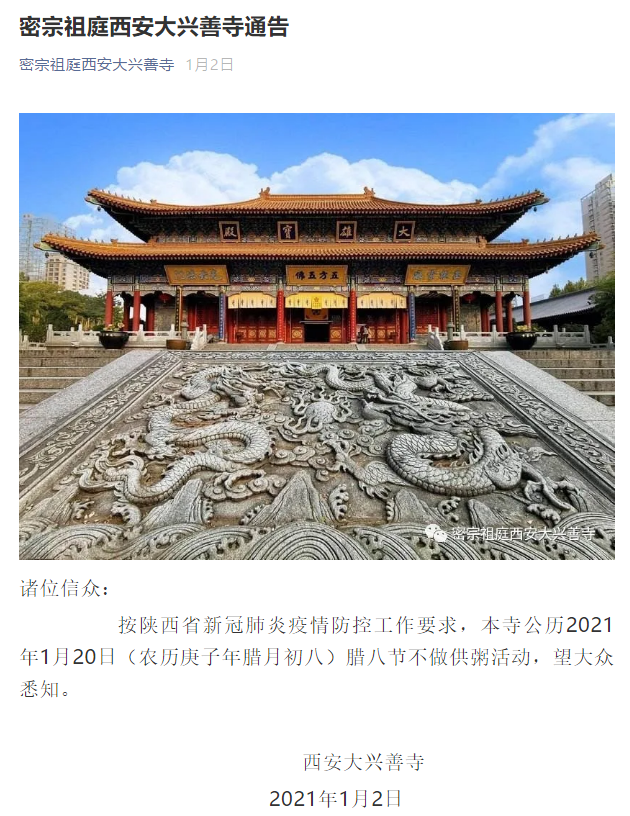 密宗祖庭西安大兴善寺通告
密宗祖庭西安大兴善寺 1月2日
殿寶雄大
佛五方五
密宗祖庭西安大兴善寺
诸位信众：
按陕西省新冠肺炎疫情防控工作要求，本寺公历2021
年1月20日（农历庚子年腊月初八）腊八节不做供粥活动，望大众
悉知。
西安大兴善寺
2021年1月2日